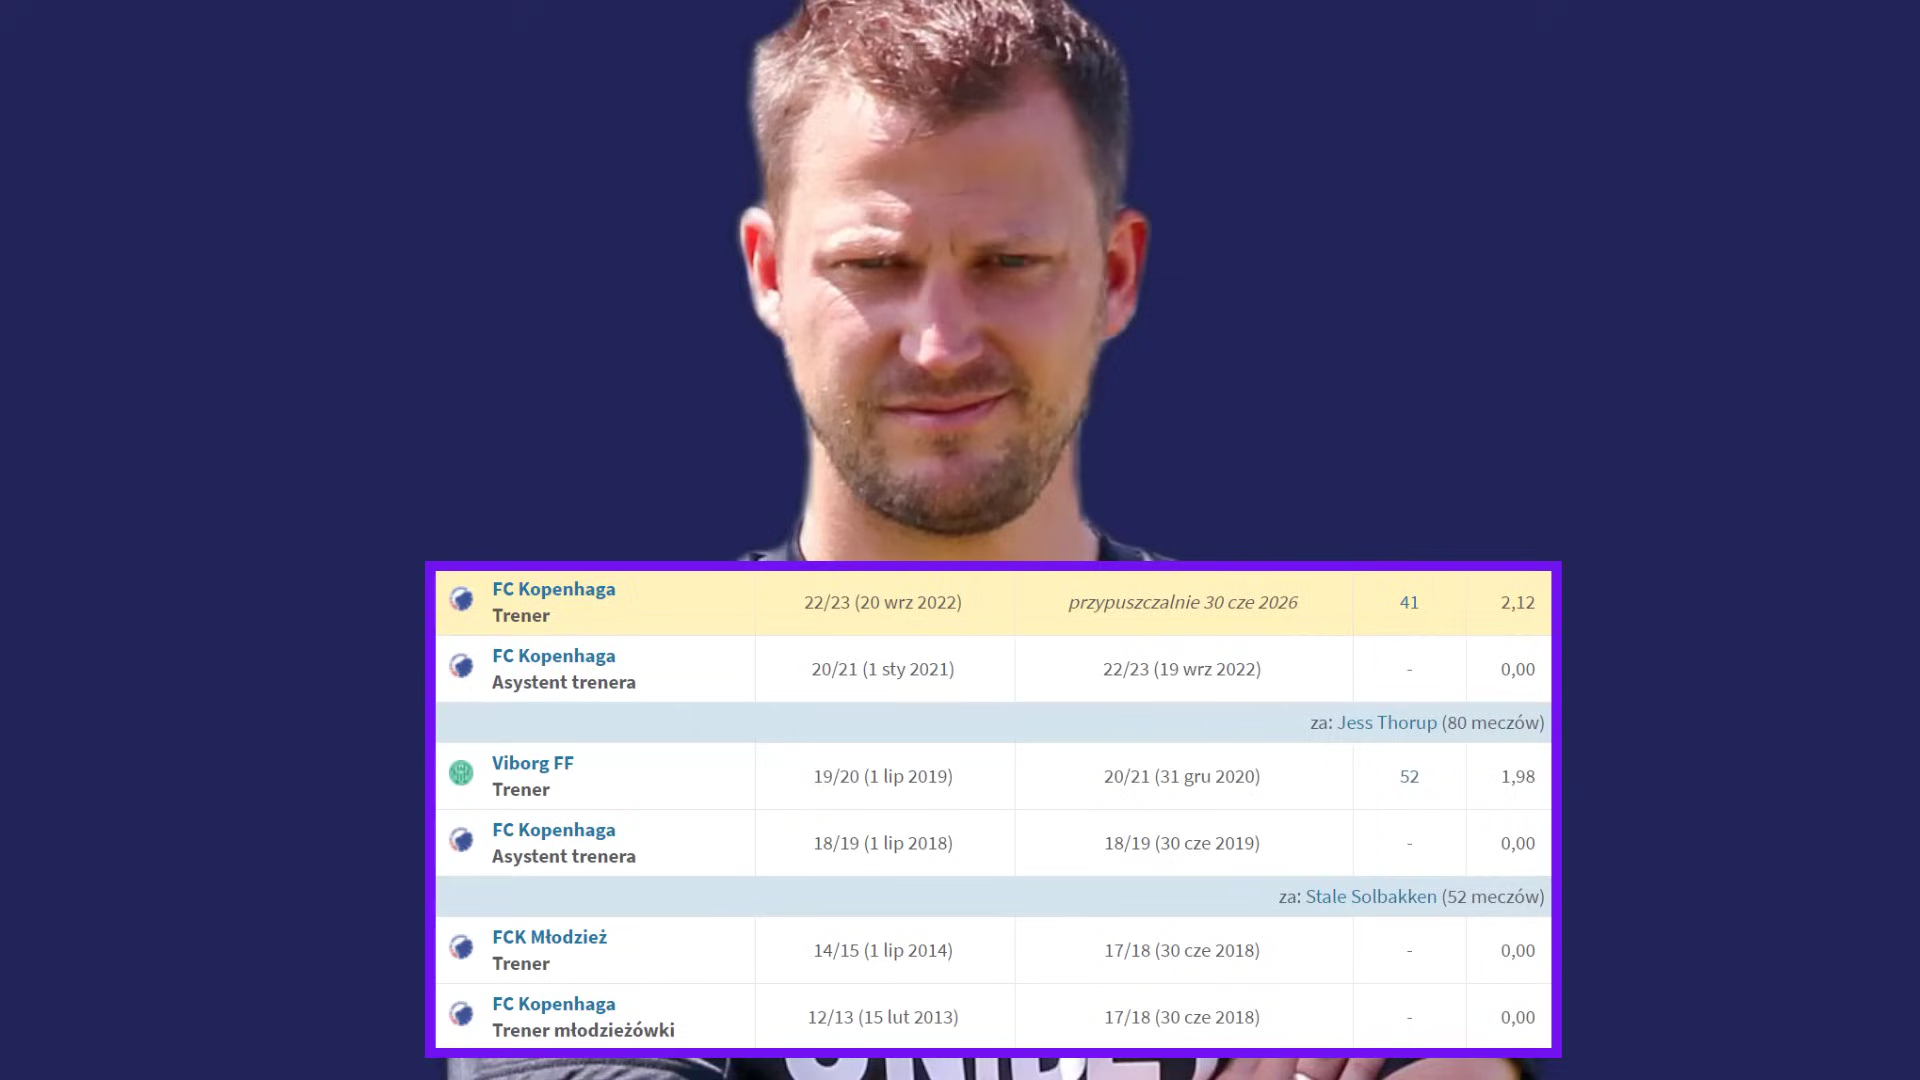 FC Kopenhaga 22/23 (20 wrz 2022) przypuszczalnie 30 cze 2026 41 2,12
Trener
FC Kopenhaga 20/21 (1 sty 2021) 22/23 (19 wrz 2022) - 0,00
Asystent trenera
za: Jess Thorup (80 meczów)
Viborg FF 19/20 (1 lip 2019) 20/21 (31 gru 2020) 52 1,98
Trener
FC Kopenhaga 18/19 (1 lip 2018) 18/19 (30 cze 2019) - 0,00
Asystent trenera
za: Stale Solbakken (52 meczów)
FCK Młodzież 14/15 (1 lip 2014) 17/18 (30 cze 2018) - 0,00
Trener
FC Kopenhaga 12/13 (15 lut 2013) 17/18 (30 cze 2018) - 0,00
Trener młodzieżówki